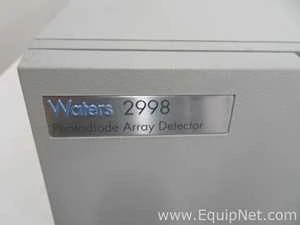 Waters 2998
Photodiode Array Detector
www.EquipNet.com